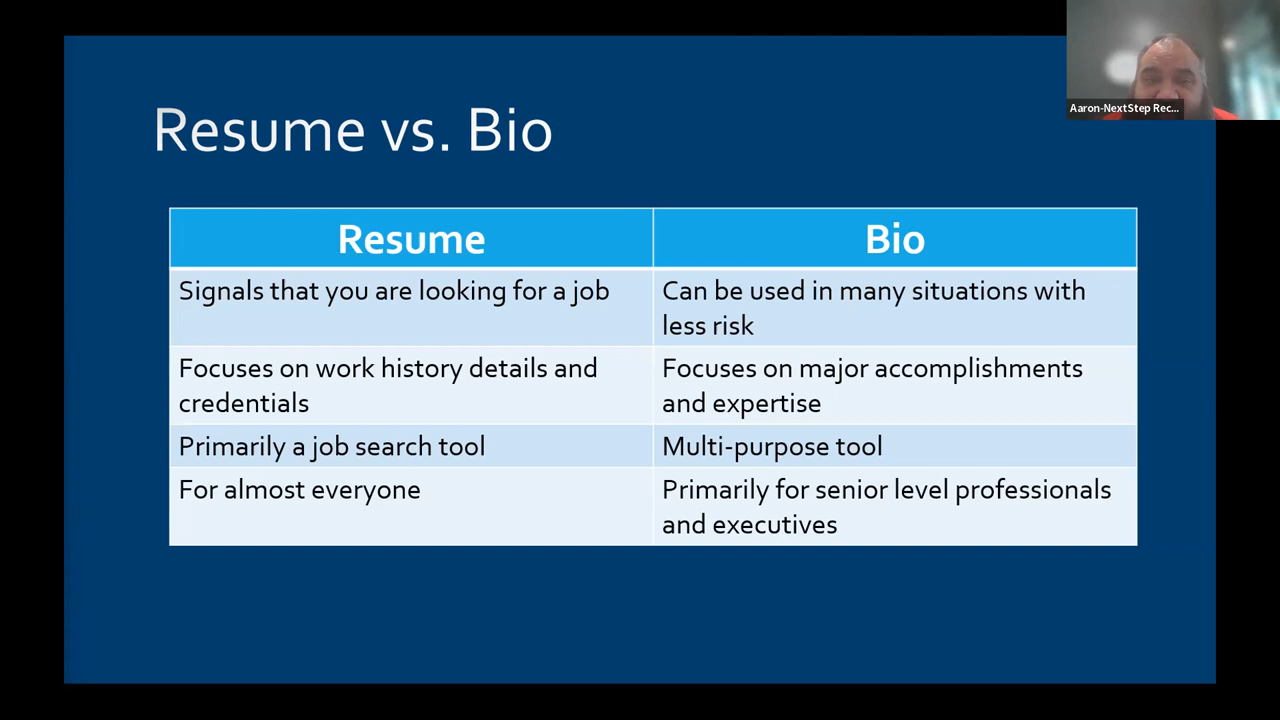 Aaron-NextStep Rec...
Resume vs. Bio
Resume
Bio
Signals that you are looking for a job
Can be used in many situations with
less risk
Focuses on work history details and
credentials
Focuses on major accomplishments
and expertise
Primarily a job search tool
Multi-purpose tool
For almost everyone
Primarily for senior level professionals
and executives